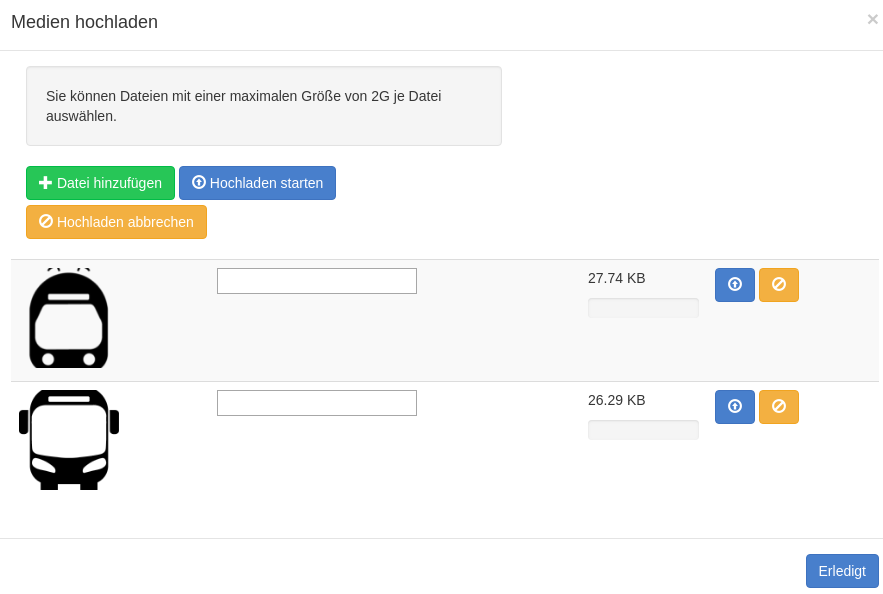 Medien hochladen
×
Sie können Dateien mit einer maximalen Größe von 2G je Datei
auswählen.
Datei hinzufügen
Hochladen starten
Hochladen abbrechen
27.74 KB
26.29 KB
Erledigt